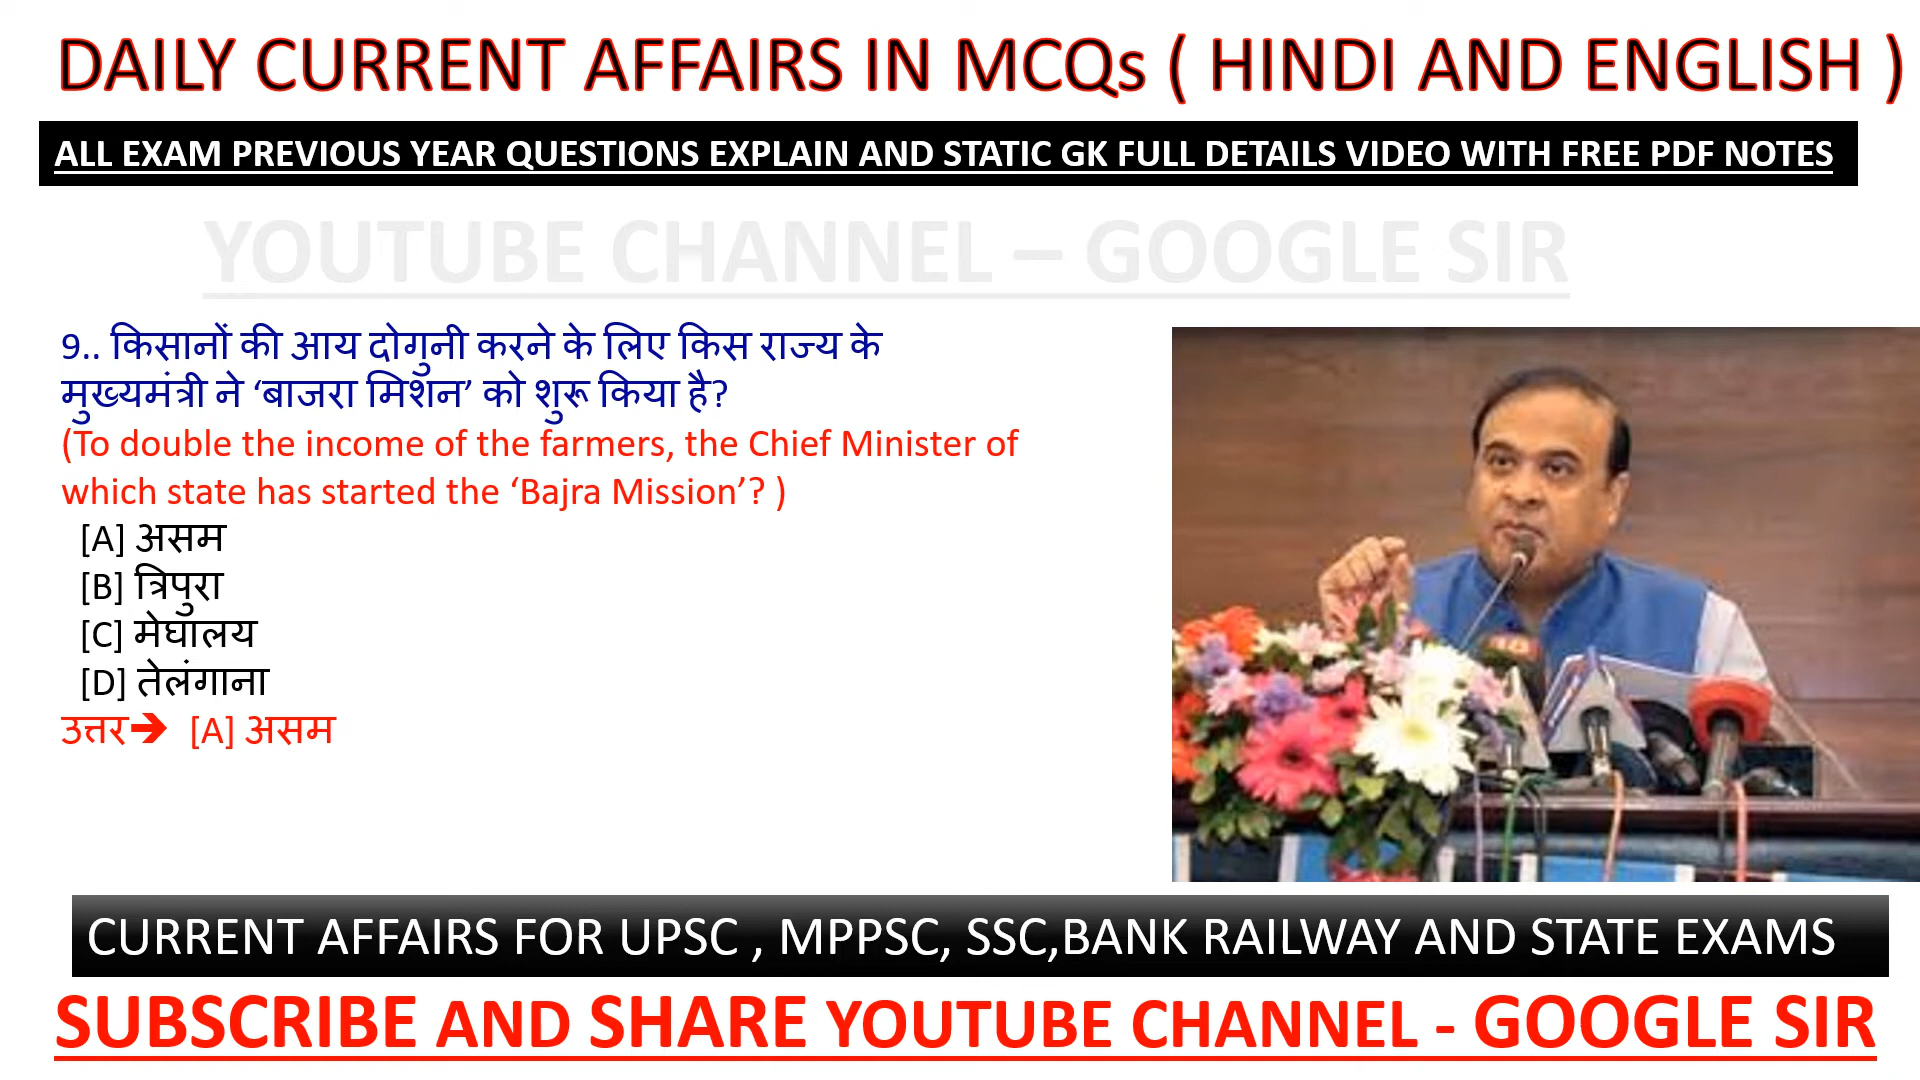 DAILY CURRENT AFFAIRS IN MCQs ( HINDI AND ENGLISH )
ALL EXAM PREVIOUS YEAR QUESTIONS EXPLAIN AND STATIC GK FULL DETAILS VIDEO WITH FREE PDF NOTES
YOUTUBE CHANNEL – GOOGLE SIR
9.. किसानों की आय दोगुनी करने के लिए किस राज्य के
मुख्यमंत्री ने ‘बाजरा मिशन’ को शुरू किया है?
(To double the income of the farmers, the Chief Minister of
which state has started the ‘Bajra Mission’? )
[A] असम
[B] त्रिपुरा
[C] मेघालय
[D] तेलंगाना
उत्तर➔ [A] असम
CURRENT AFFAIRS FOR UPSC , MPPSC, SSC,BANK RAILWAY AND STATE EXAMS
SUBSCRIBE AND SHARE YOUTUBE CHANNEL - GOOGLE SIR